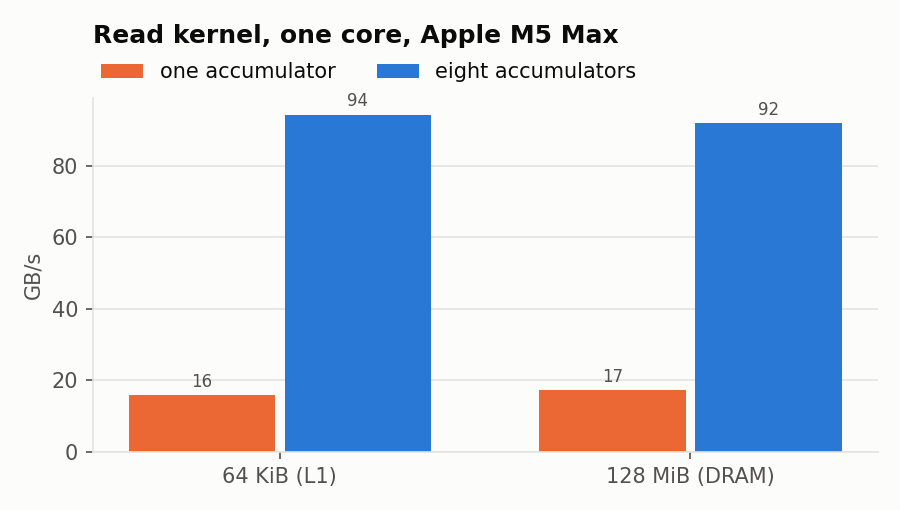 Read kernel, one core, Apple M5 Max
one accumulator eight accumulators
94
92
80
60
GB/s
40
20
16
17
0
64 KiB (L1) 128 MiB (DRAM)